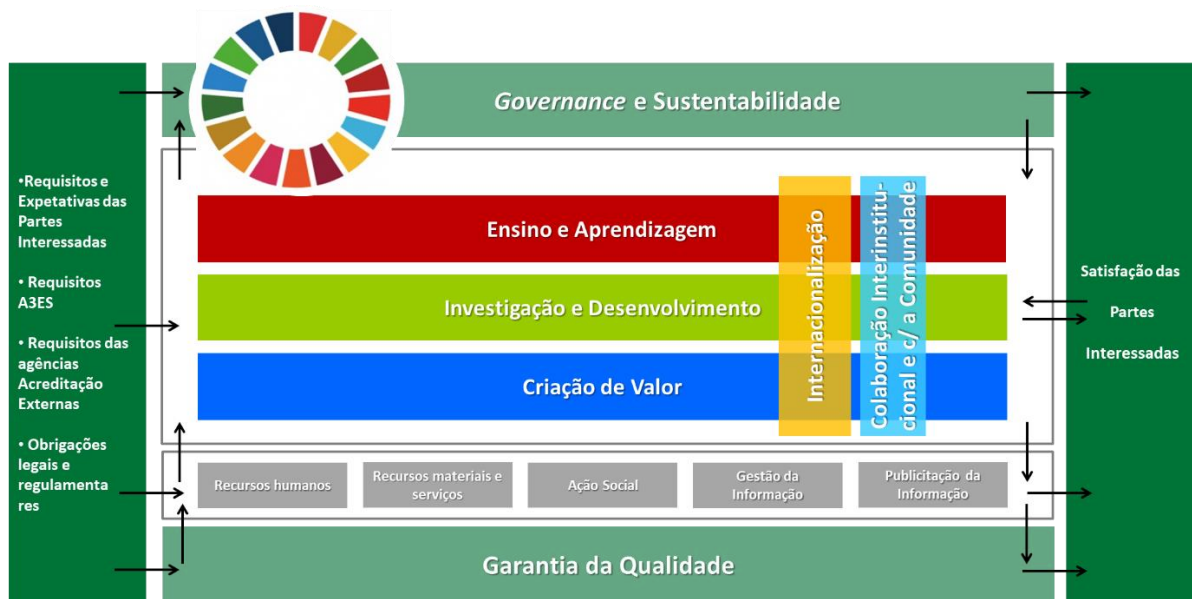 Governance e Sustentabilidade
•Requisitos e
Expetativas das
Partes
Interessadas
• Requisitos
A3ES
• Requisitos das
agências
Acreditação
Externas
• Obrigações
legais e
regulamenta
res
Ensino e Aprendizagem
Investigação e Desenvolvimento
Criação de Valor
Internacionalização
Colaboração Interinstitu-
cional e c/ a Comunidade
Recursos humanos
Recursos materiais e
serviços
Ação Social
Gestão da
Informação
Publicitação da
Informação
Garantia da Qualidade
Satisfação das
Partes
Interessadas